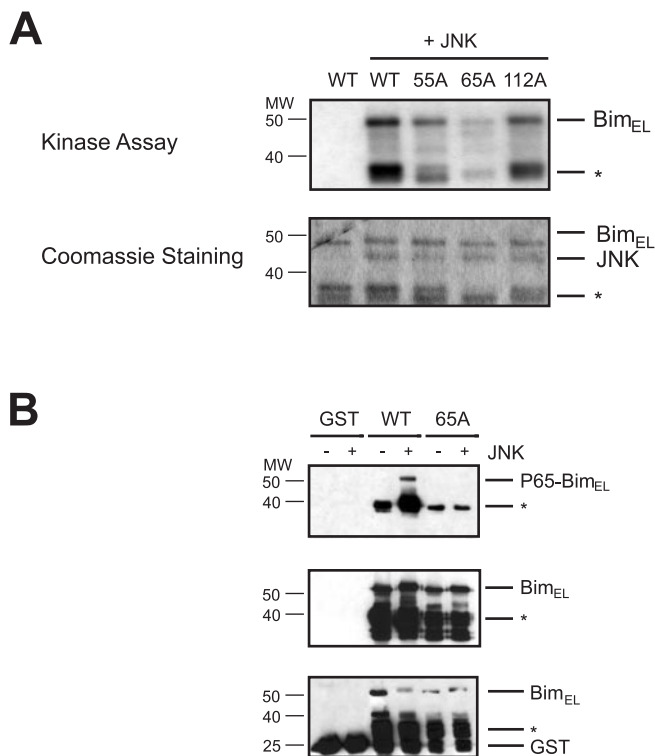 A
+ JNK
WT WT 55A 65A 112A
MW
50
40
Kinase Assay
BimEL
*
50
40
Coomassie Staining
BimEL
JNK
*
B
GST WT 65A
- + - + - + JNK
MW
50
40
P65-BimEL
*
50
40
BimEL
*
50
40
25
BimEL
*
GST